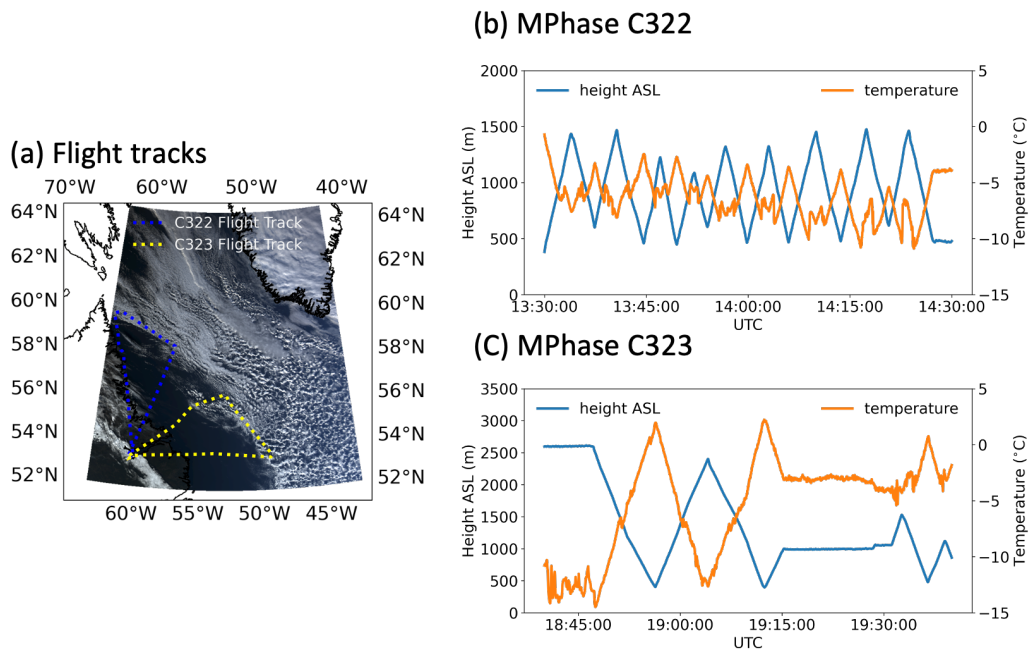 (a) Flight tracks
70°W 60°W 50°W 40°W
64°N 64°N
62°N 62°N
60°N 60°N
58°N 58°N
56°N 56°N
54°N 54°N
52°N 52°N
C322 Flight Track
C323 Flight Track
60°W 55°W 50°W 45°W
(b) MPhase C322
height ASL
temperature
Height ASL (m)
2000
1500
1000
500
0
Temperature (°C)
5
0
−5
−10
−15
13:30:00 13:45:00 14:00:00 14:15:00 14:30:00
UTC
(C) MPhase C323
height ASL
temperature
Height ASL (m)
3500
3000
2500
2000
1500
1000
500
0
Temperature (°C)
5
0
−5
−10
−15
18:45:00 19:00:00 19:15:00 19:30:00
UTC